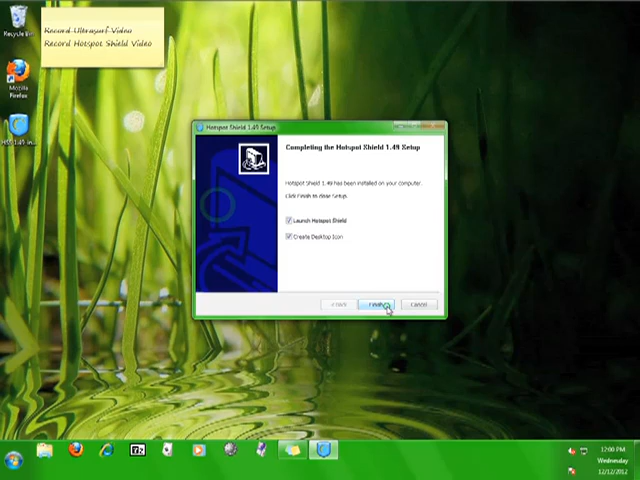 Recycle Bin
Record Ultrasurf Video
Record Hotspot Shield Video
Mozilla
Firefox
Hotspot Shield 1.49 Setup
Completing the Hotspot Shield 1.49 Setup
Hotspot Shield 1.49 has been installed on your computer.
Click Finish to close Setup.
Launch Hotspot Shield
Create Desktop Icon
< Back
Finish
Cancel
12:00 PM
Wednesday
12/12/2012